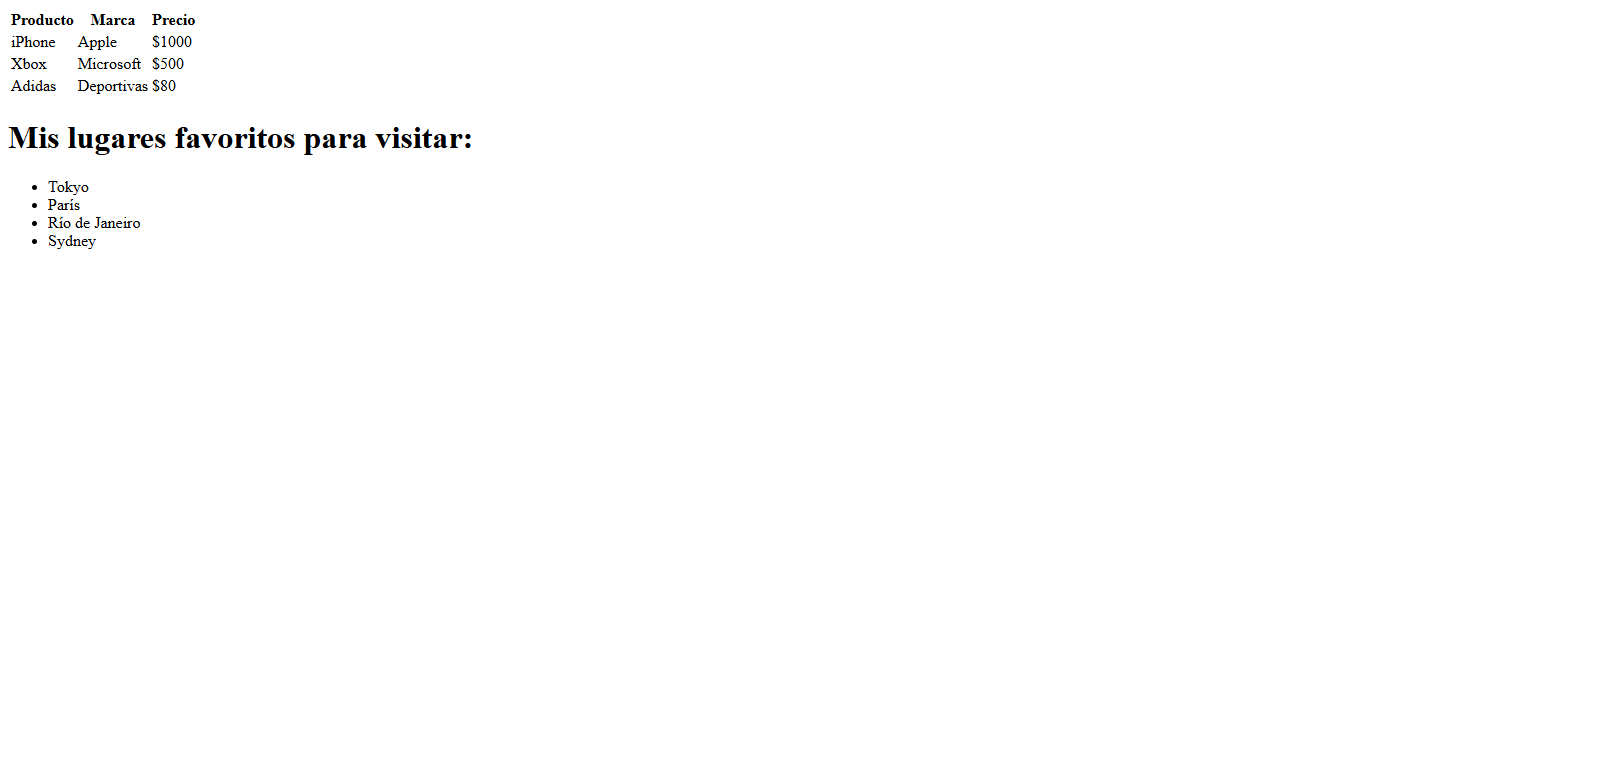 Producto Marca Precio
iPhone Apple $1000
Xbox Microsoft $500
Adidas Deportivas $80
Mis lugares favoritos para visitar:
Tokyo
París
Río de Janeiro
Sydney